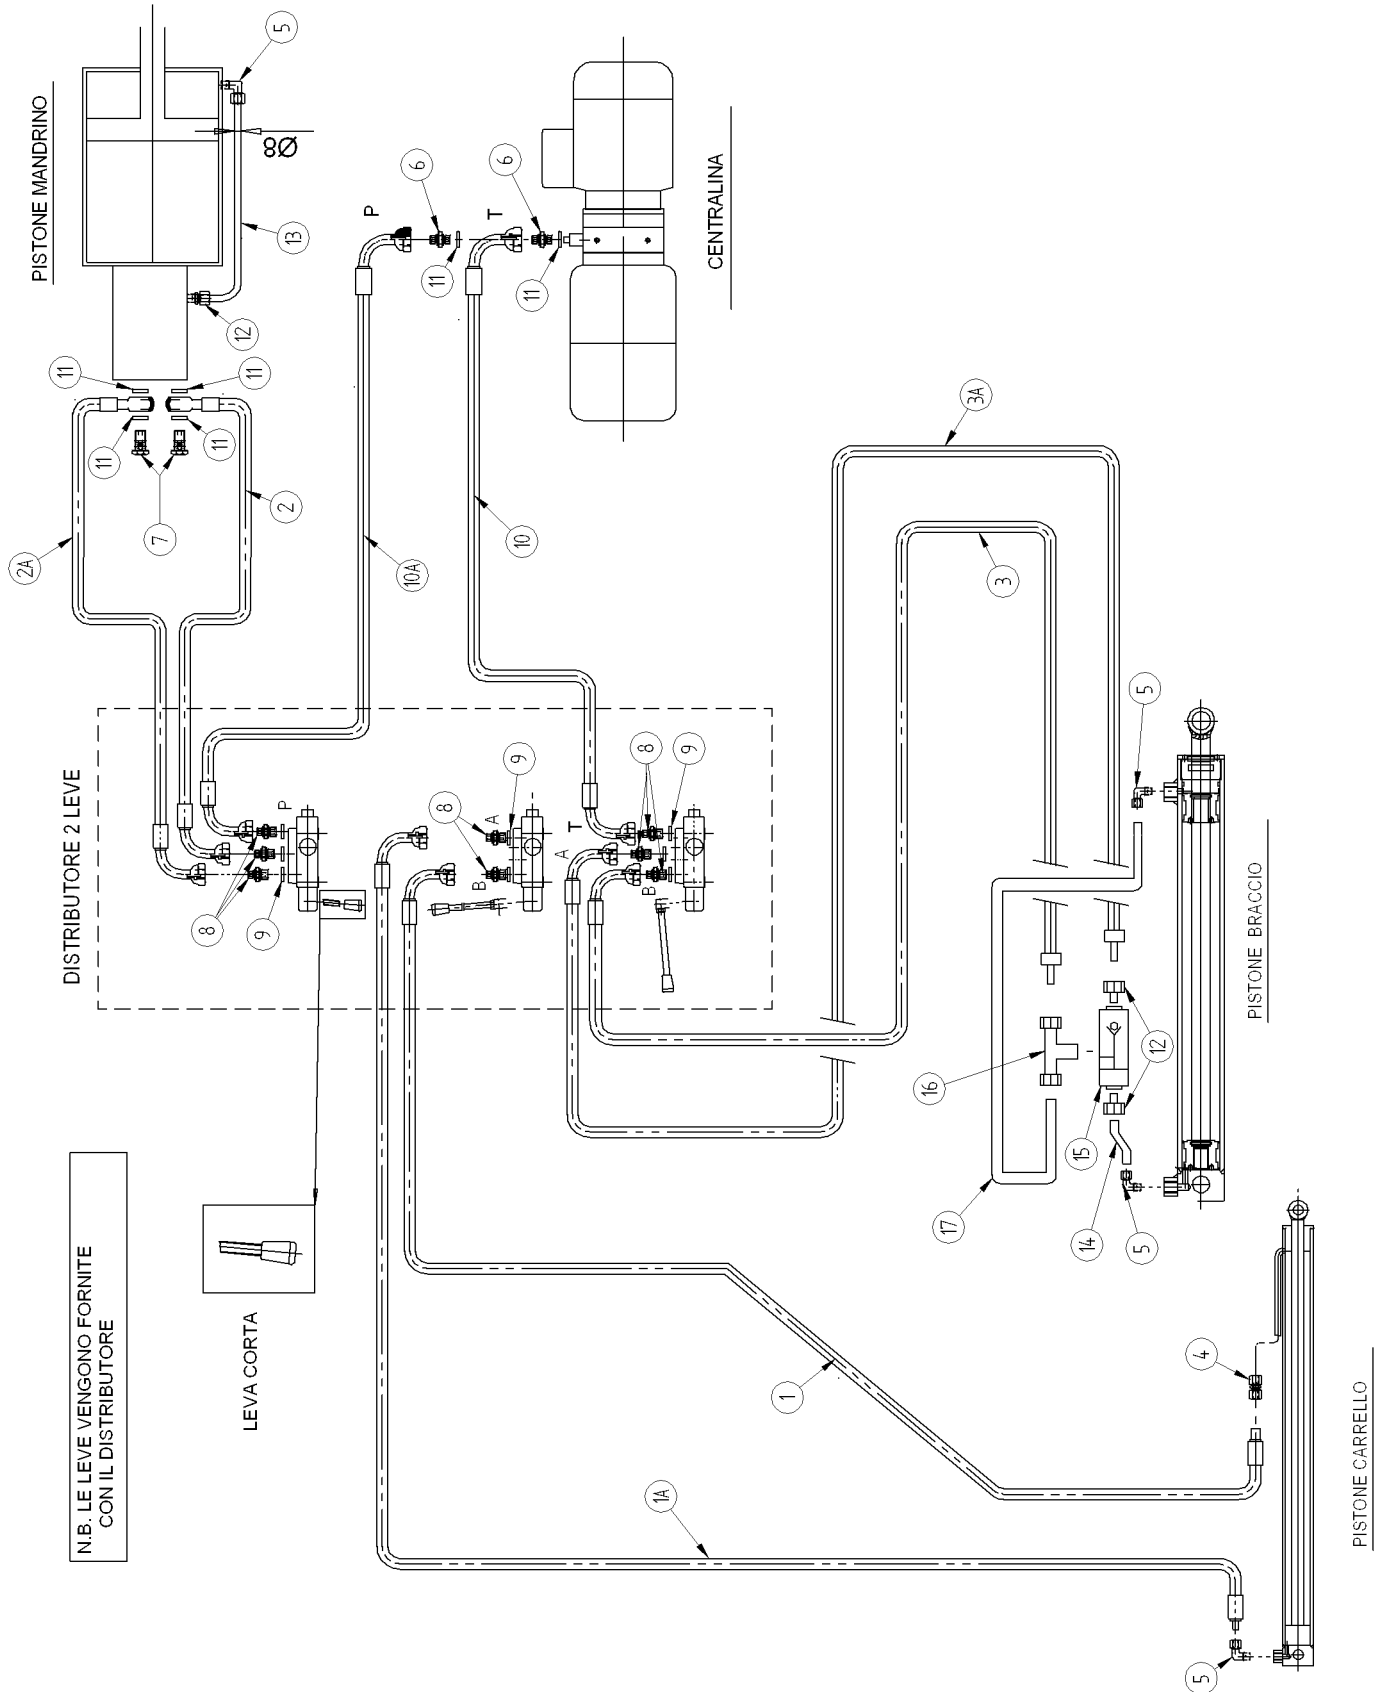 N.B. LE LEVE VENGONO FORNITE
CON IL DISTRIBUTORE
LEVA CORTA
DISTRIBUTORE 2 LEVE
PISTONE MANDRINO
CENTRALINA
PISTONE BRACCIO
PISTONE CARRELLO
5
8Ø
13
12
11
11
11
11
7
2A
2
P
6
11
T
6
11
10A
10
3A
3
P
8
9
8
A
9
B
T
A
8
9
B
5
16
12
15
14
5
17
4
1
1A
5